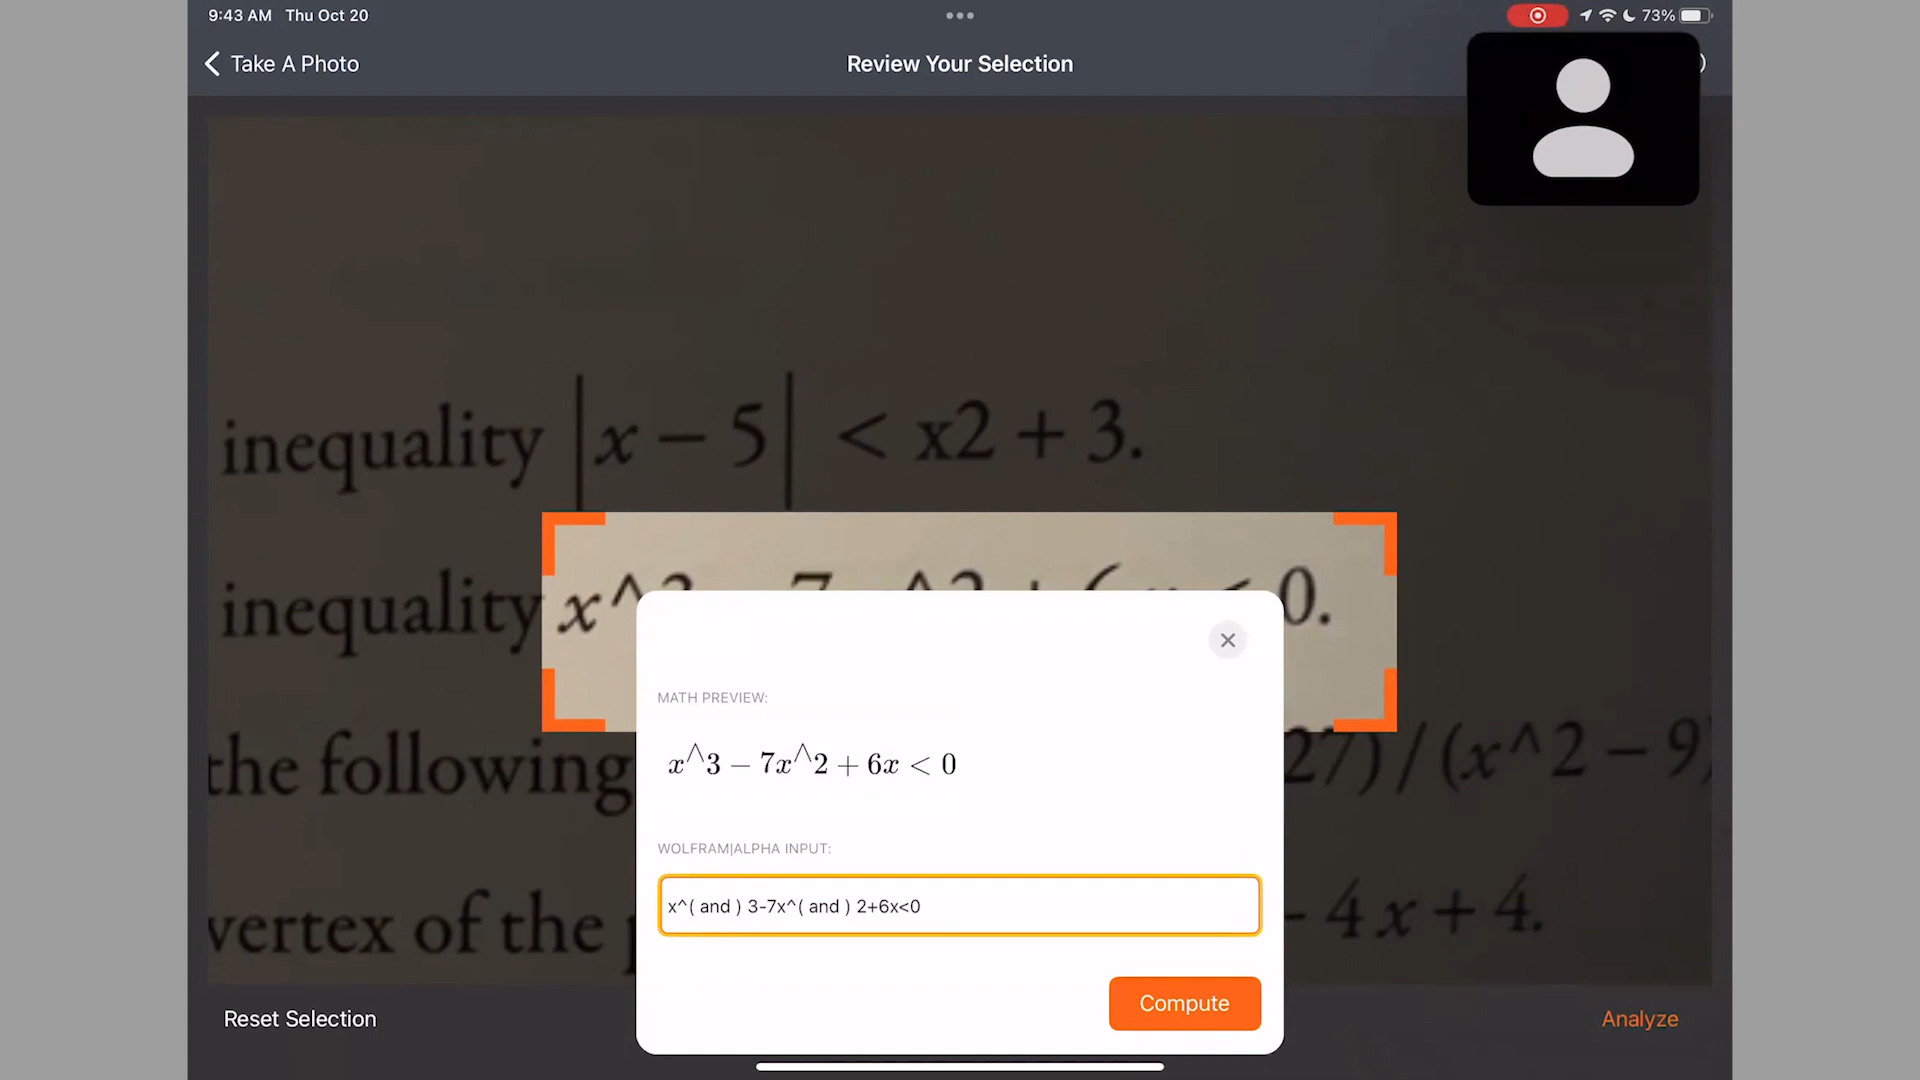 9:43 AM Thu Oct 20
73%
Take A Photo
Review Your Selection
inequality |x − 5| < x2 + 3.
inequality x^ 0.
the following 27)/(x^2 − 9)
vertex of the − 4x + 4.
MATH PREVIEW:
x^3 − 7x^2 + 6x < 0
WOLFRAM|ALPHA INPUT:
x^( and ) 3-7x^( and ) 2+6x<0
Compute
Reset Selection
Analyze